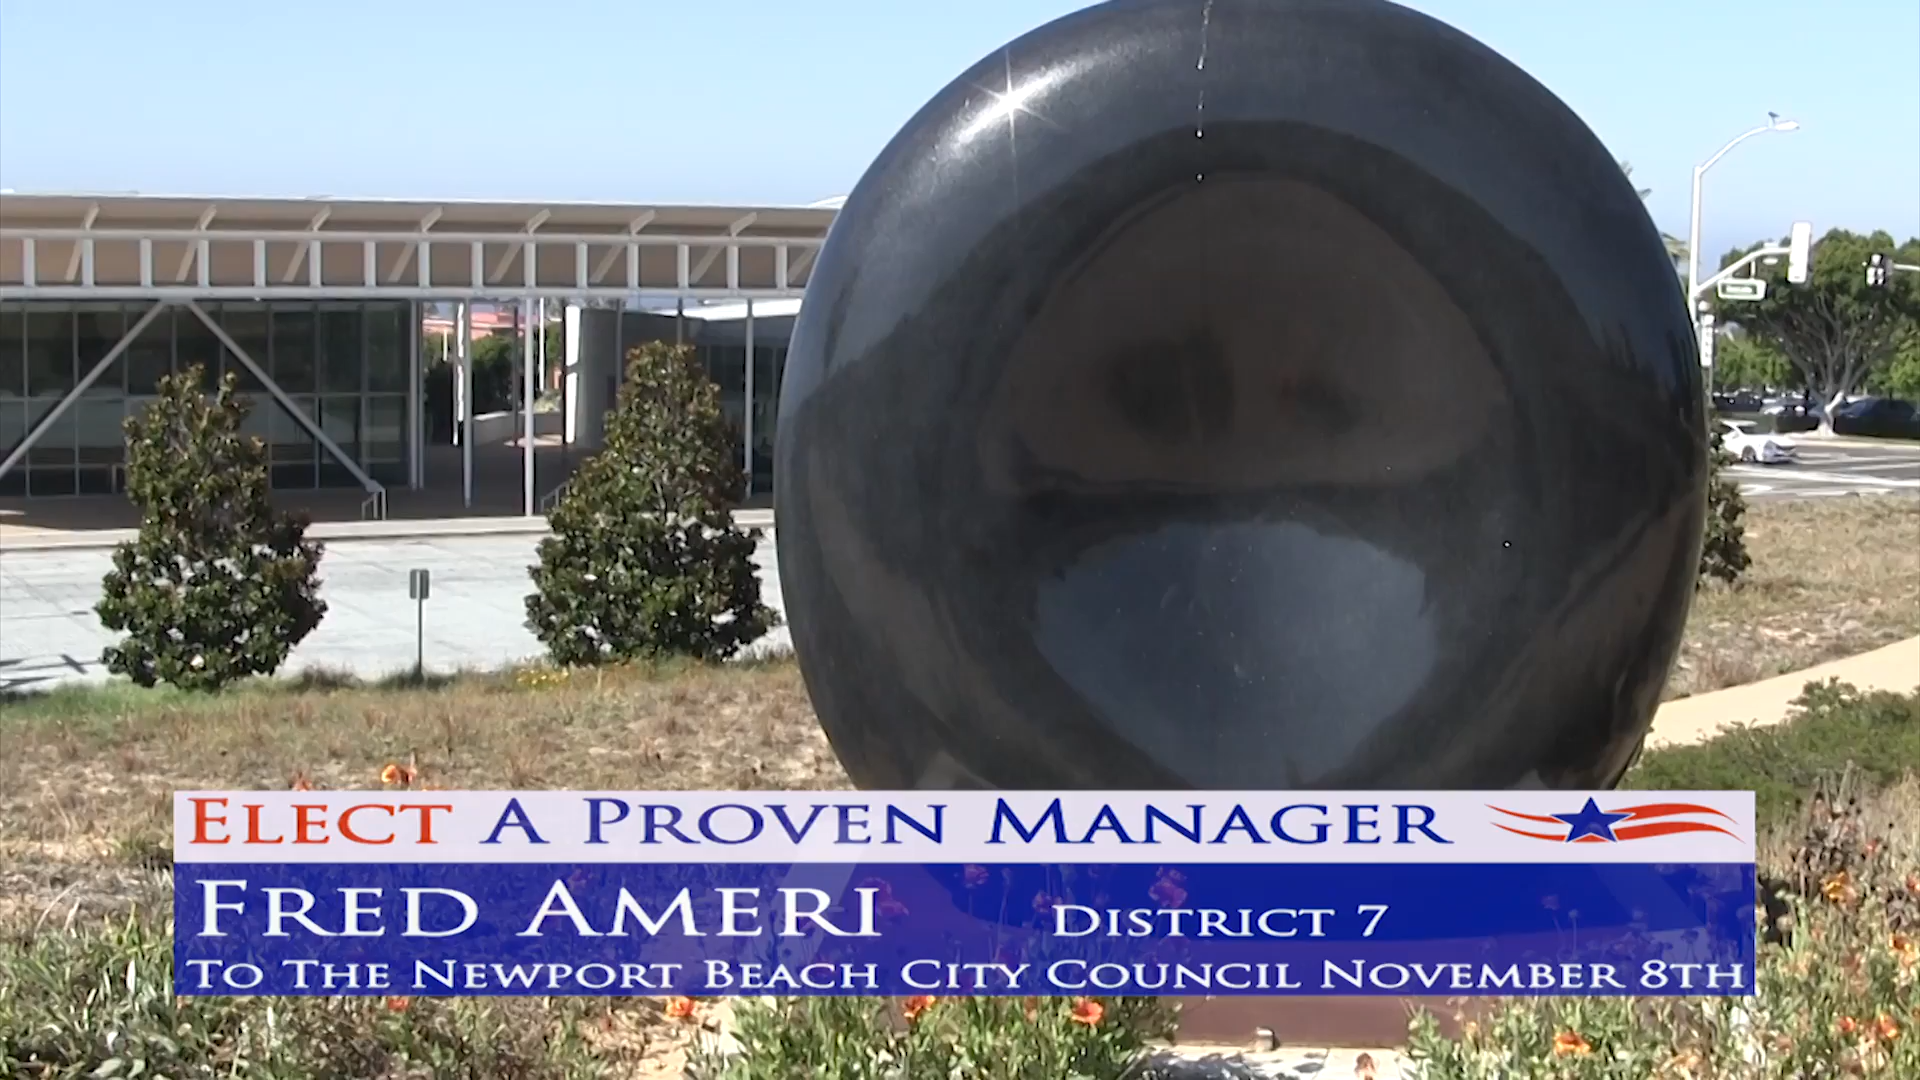 Elect A Proven Manager
Fred Ameri District 7
To The Newport Beach City Council November 8th